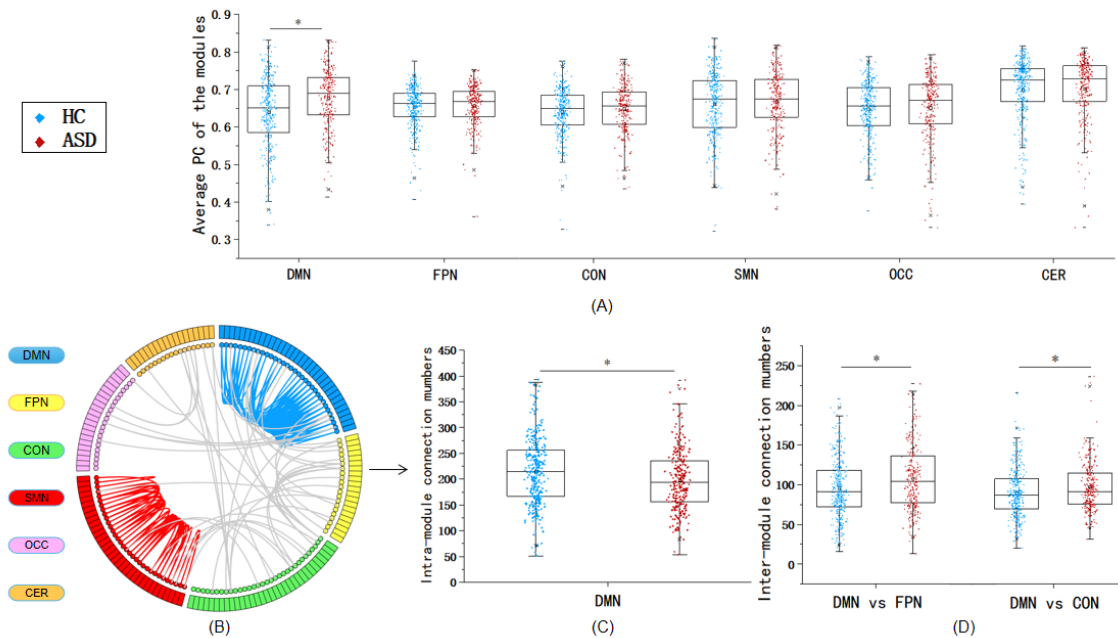 HC
ASD
Average PC of the modules
0.9
0.8
0.7
0.6
0.5
0.4
0.3
*
DMN FPN CON SMN OCC CER
(A)
DMN
FPN
CON
SMN
OCC
CER
(B)
Intra-module connection numbers
450
400
350
300
250
200
150
100
50
0
*
DMN
(C)
Inter-module connection numbers
250
200
150
100
50
0
* *
DMN vs FPN DMN vs CON
(D)